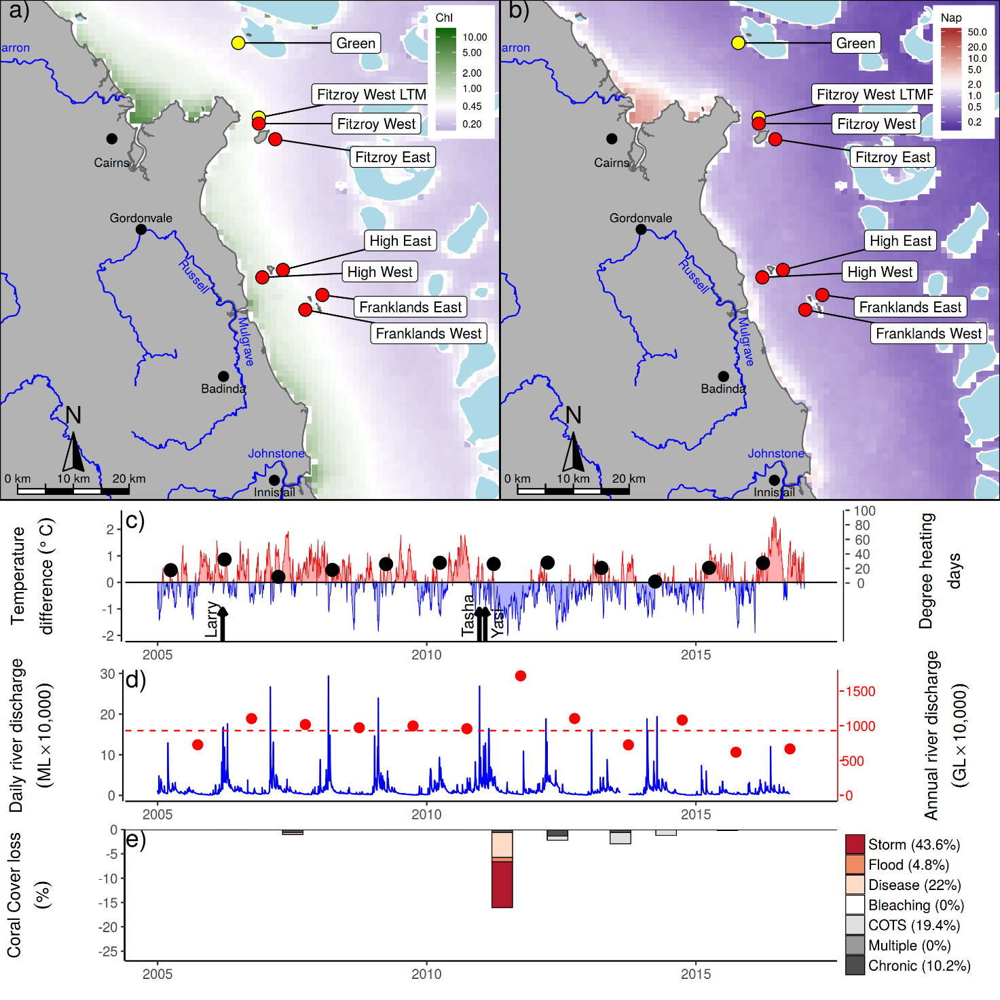 a)
Chl
10.00
5.00
2.00
1.00
0.45
0.20
arron
Green
Fitzroy West LTM
Fitzroy West
Fitzroy East
Cairns
Gordonvale
High East
High West
Russell
Franklands East
Franklands West
Mulgrave
Badinda
N
Johnstone
0 km 10 km 20 km
Innisfail
b)
Nap
50.0
20.0
10.0
5.0
2.0
1.0
0.5
0.2
arron
Green
Fitzroy West LTMP
Fitzroy West
Fitzroy East
Cairns
Gordonvale
High East
High West
Russell
Franklands East
Franklands West
Mulgrave
Badinda
N
Johnstone
0 km 10 km 20 km
Innisfail
c)
Temperature
difference (° C)
2
1
0
-1
-2
Larry
Tasha
Yasi
100
80
60
40
20
0
Degree heating
days
2005 2010 2015
d)
Daily river discharge
(ML × 10,000)
30
20
10
0
1500
1000
500
0
Annual river discharge
(GL × 10,000)
2005 2010 2015
e)
Coral Cover loss
(%)
0
-5
-10
-15
-20
-25
2005 2010 2015
Storm (43.6%)
Flood (4.8%)
Disease (22%)
Bleaching (0%)
COTS (19.4%)
Multiple (0%)
Chronic (10.2%)